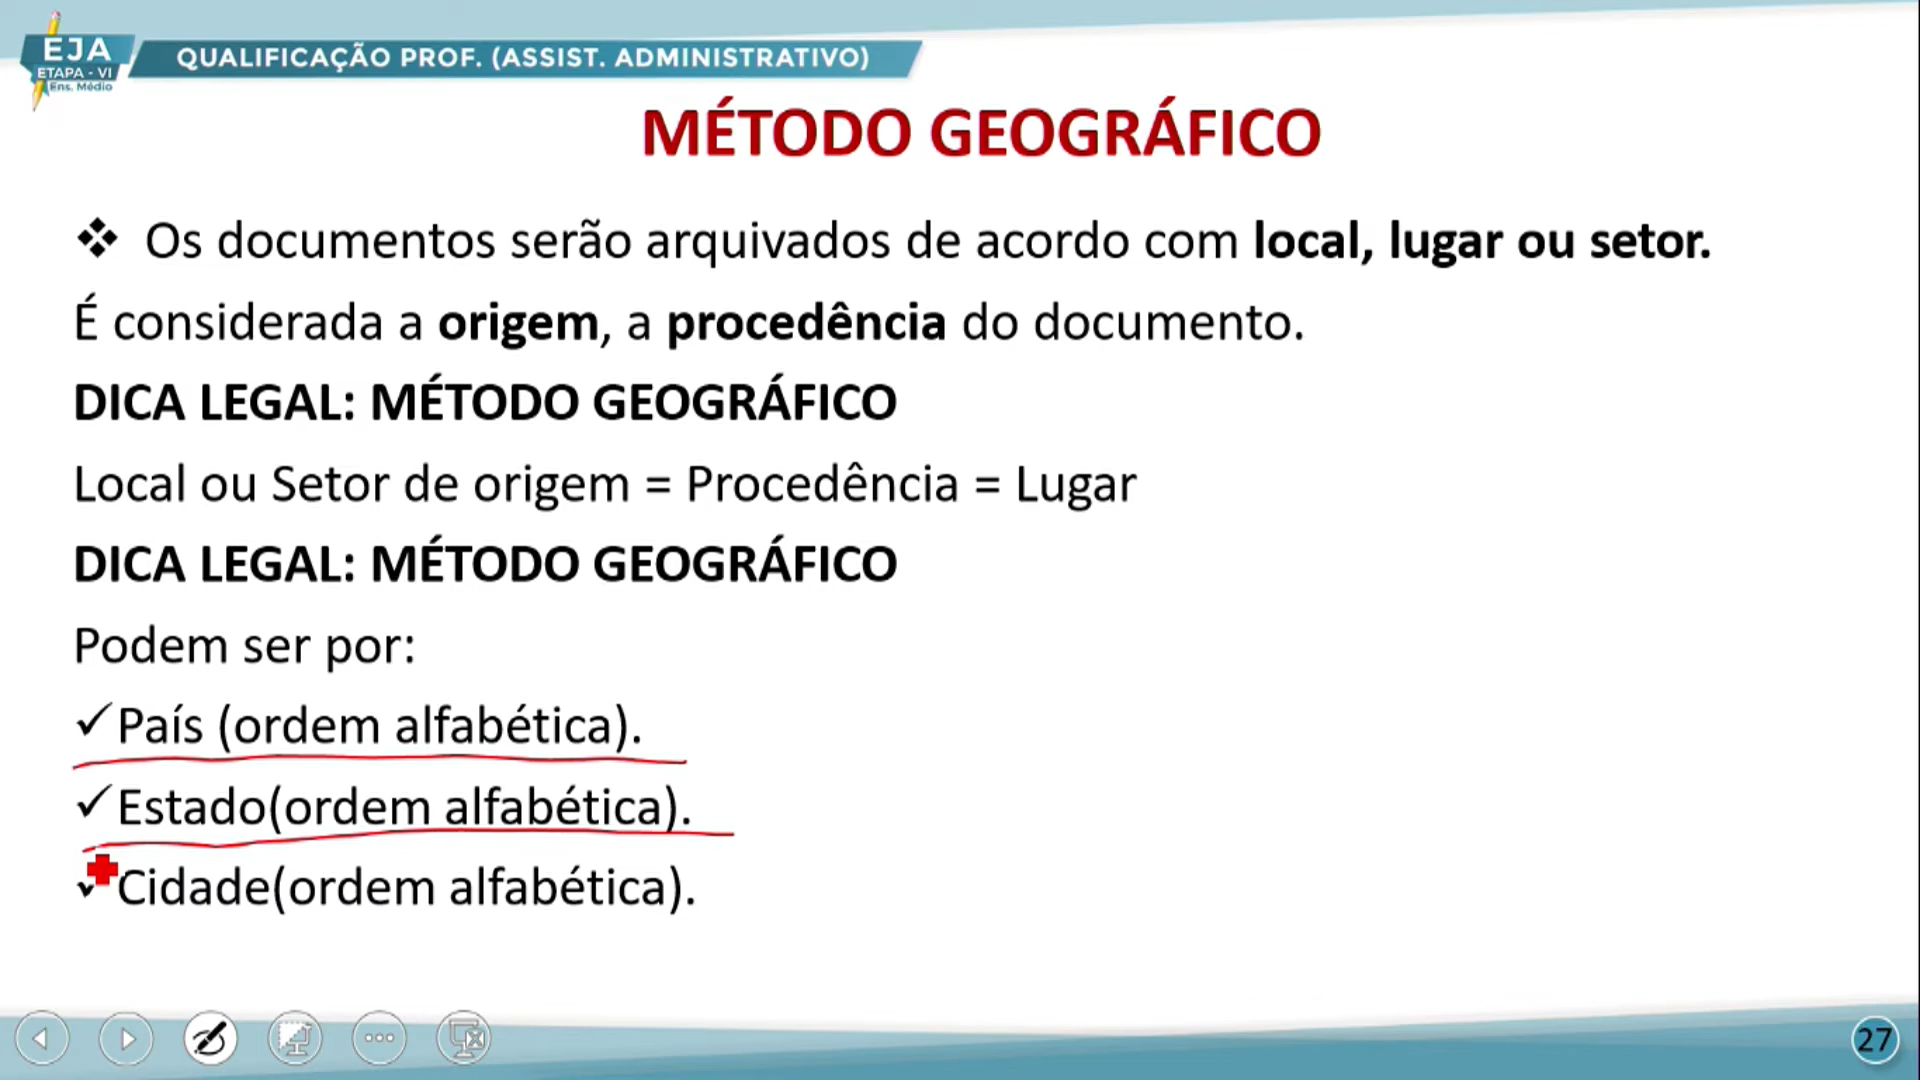 EJA
ETAPA - VI
Ens. Médio
QUALIFICAÇÃO PROF. (ASSIST. ADMINISTRATIVO)
MÉTODO GEOGRÁFICO
❖ Os documentos serão arquivados de acordo com local, lugar ou setor.
É considerada a origem, a procedência do documento.
DICA LEGAL: MÉTODO GEOGRÁFICO
Local ou Setor de origem = Procedência = Lugar
DICA LEGAL: MÉTODO GEOGRÁFICO
Podem ser por:
✓País (ordem alfabética).
✓Estado(ordem alfabética).
✓Cidade(ordem alfabética).
27